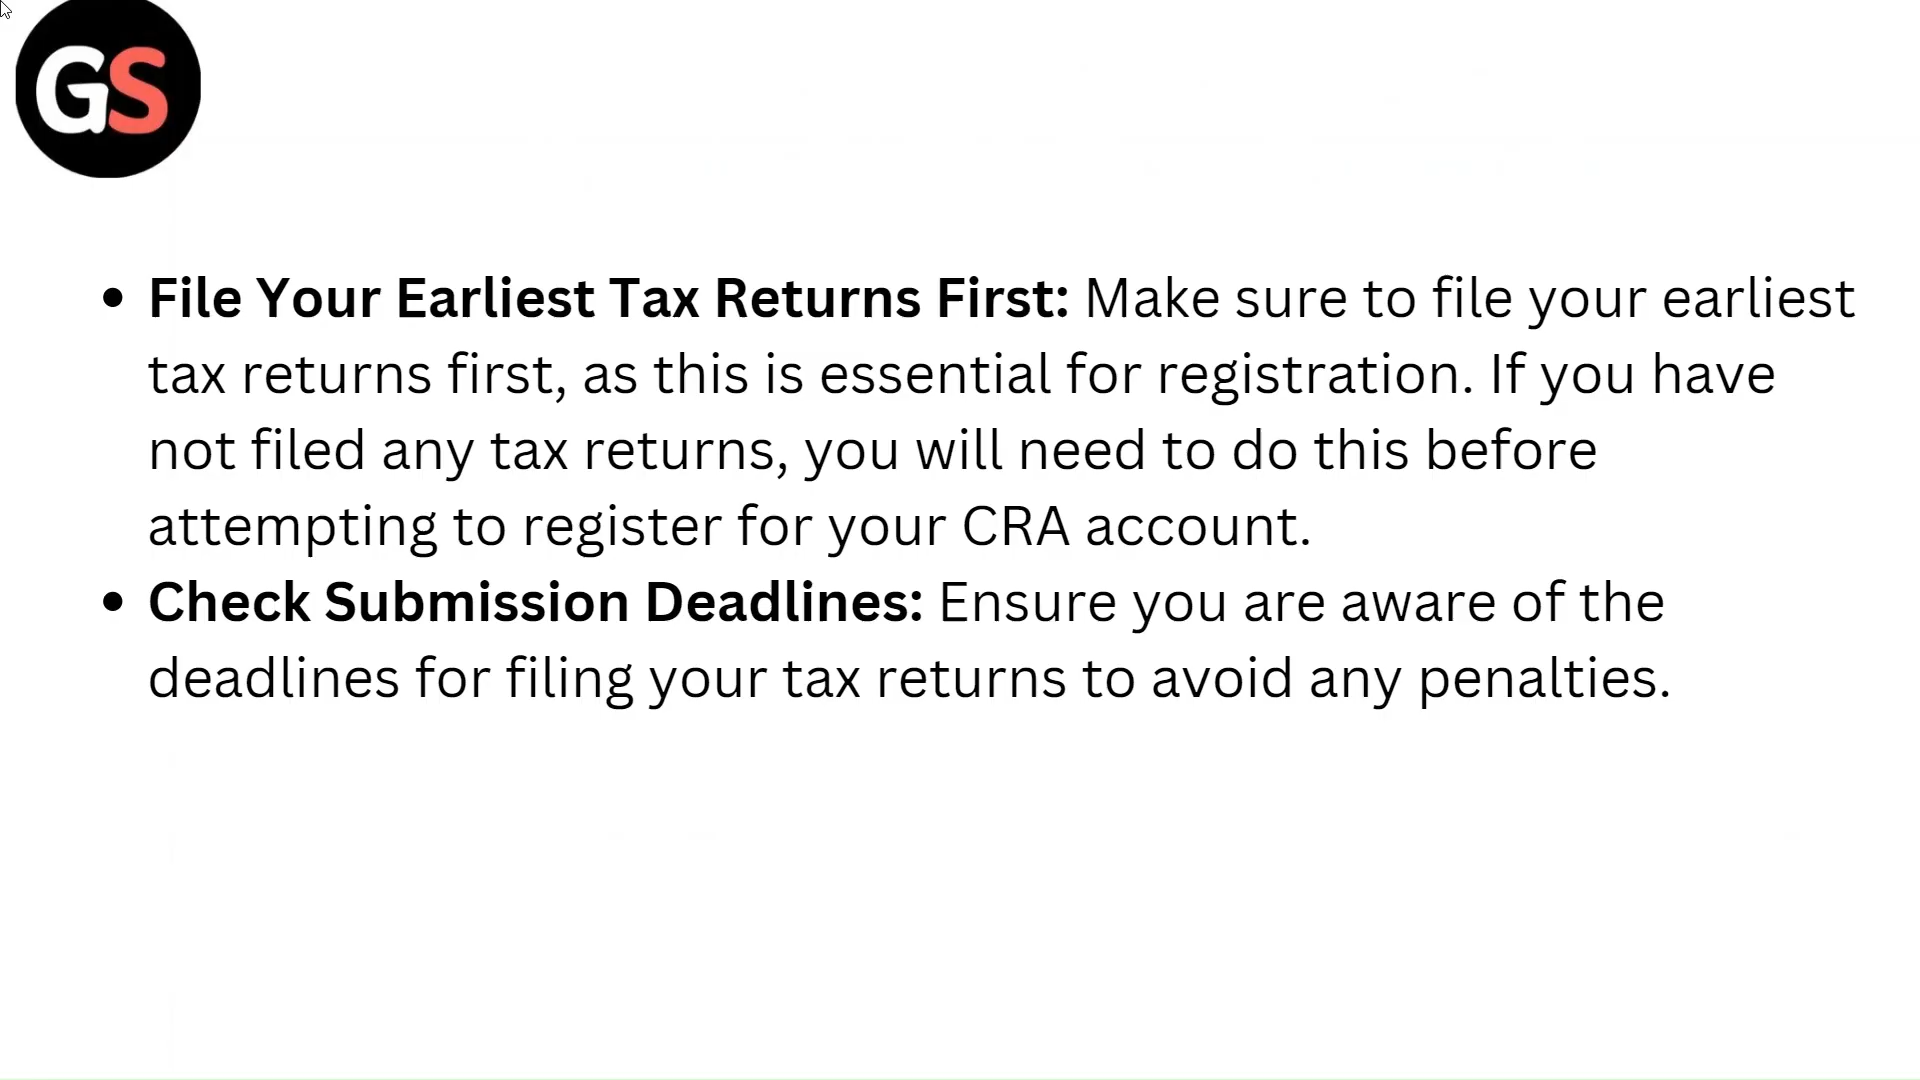 GS
• File Your Earliest Tax Returns First: Make sure to file your earliest
tax returns first, as this is essential for registration. If you have
not filed any tax returns, you will need to do this before
attempting to register for your CRA account.
• Check Submission Deadlines: Ensure you are aware of the
deadlines for filing your tax returns to avoid any penalties.